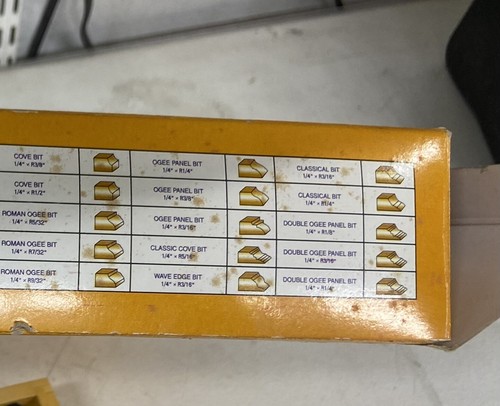 COVE BIT
1/4" × R3/8"
OGEE PANEL BIT
1/4" × R1/4"
CLASSICAL BIT
1/4" × R3/16"
COVE BIT
1/4" × R1/2"
OGEE PANEL BIT
1/4" × R3/8"
CLASSICAL BIT
1/4" × R1/4"
ROMAN OGEE BIT
1/4" × R5/32"
OGEE PANEL BIT
1/4" × R3/16"
DOUBLE OGEE PANEL BIT
1/4" × R1/8"
ROMAN OGEE BIT
1/4" × R7/32"
CLASSIC COVE BIT
1/4" × R5/16"
DOUBLE OGEE PANEL BIT
1/4" × R3/16"
ROMAN OGEE BIT
1/4" × R9/32"
WAVE EDGE BIT
1/4" × R3/16"
DOUBLE OGEE PANEL BIT
1/4" × R1/4"